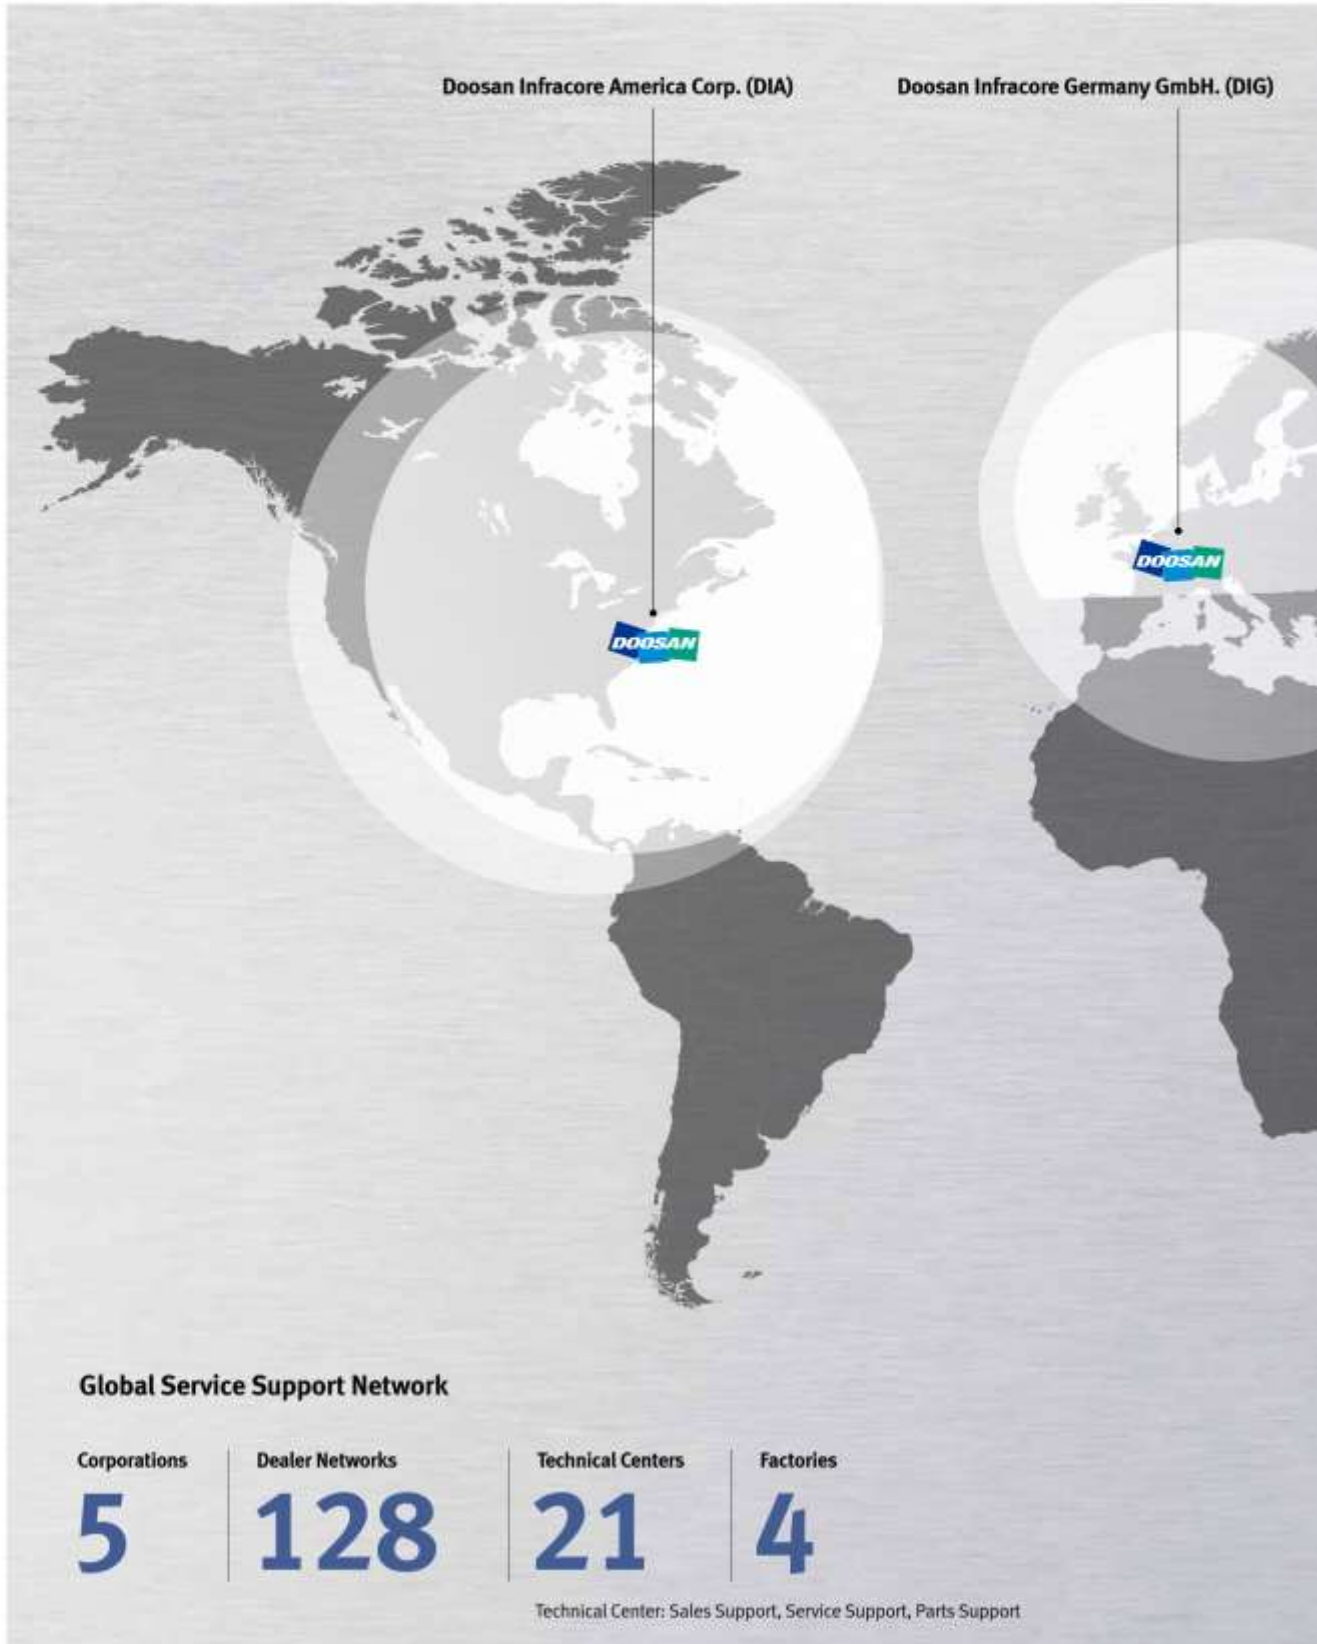 Doosan Infracore America Corp. (DIA)
Doosan Infracore Germany GmbH. (DIG)
DOOSAN
DOOSAN
Global Service Support Network
Corporations
5
Dealer Networks
128
Technical Centers
21
Factories
4
Technical Center: Sales Support, Service Support, Parts Support